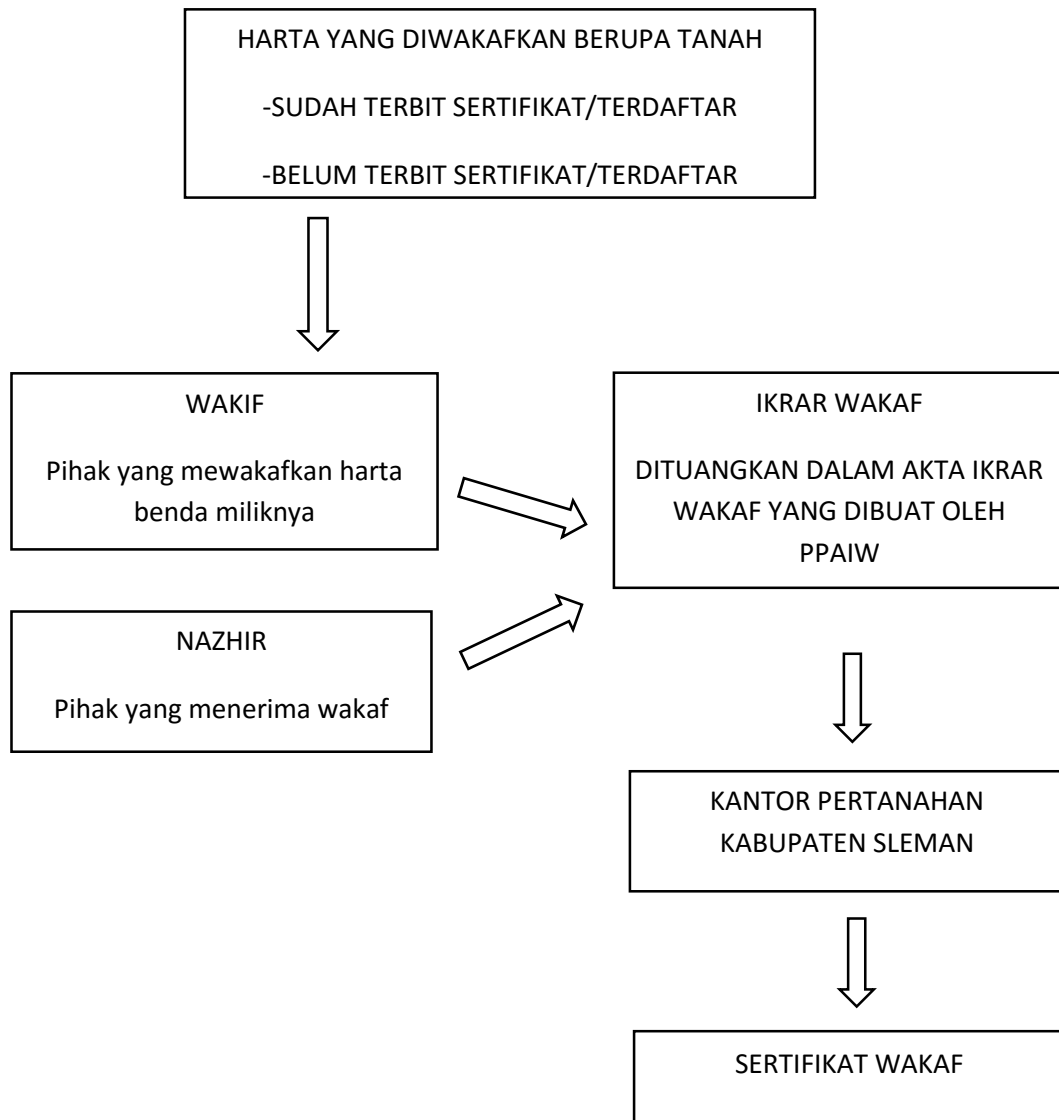 HARTA YANG DIWAKAFKAN BERUPA TANAH
-SUDAH TERBIT SERTIFIKAT/TERDAFTAR
-BELUM TERBIT SERTIFIKAT/TERDAFTAR
WAKIF
Pihak yang mewakafkan harta
benda miliknya
IKRAR WAKAF
DITUANGKAN DALAM AKTA IKRAR
WAKAF YANG DIBUAT OLEH
PPAIW
NAZHIR
Pihak yang menerima wakaf
KANTOR PERTANAHAN
KABUPATEN SLEMAN
SERTIFIKAT WAKAF